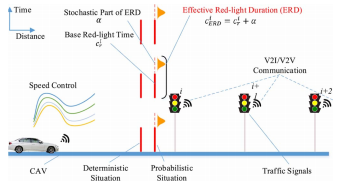 Time
Distance
Stochastic Part of ERD
α
Base Red-light Time
Effective Red-light Duration (ERD)
V2I/V2V
Communication
Speed Control
i
i+
i+2
CAV
Deterministic
Situation
Probabilistic
Situation
Traffic Signals